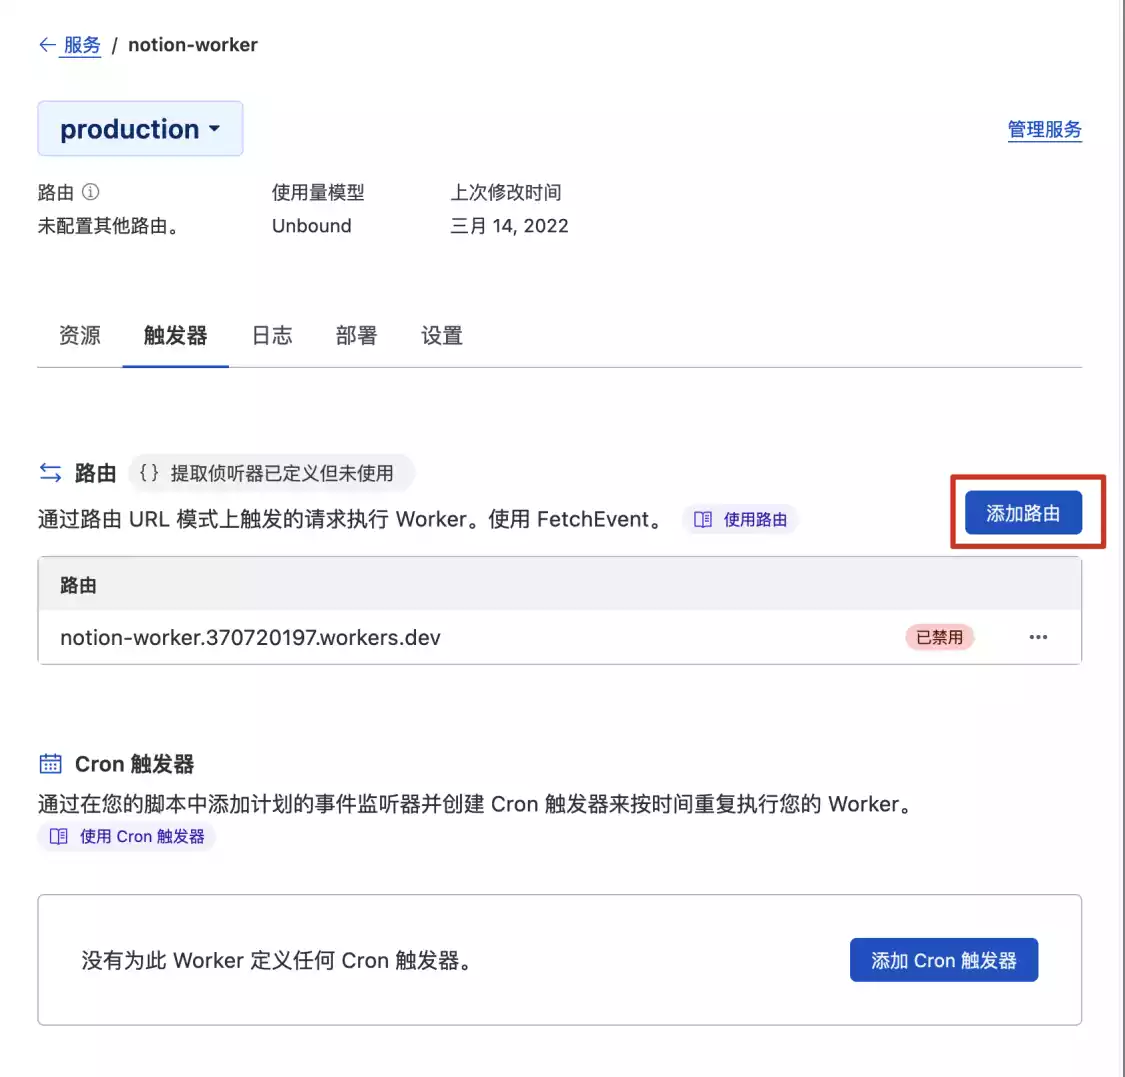 ← 服务 / notion-worker
production
管理服务
路由 使用量模型 上次修改时间
未配置其他路由。 Unbound 三月 14, 2022
资源 触发器 日志 部署 设置
路由 { } 提取侦听器已定义但未使用
通过路由 URL 模式上触发的请求执行 Worker。使用 FetchEvent。 使用路由
添加路由
路由
notion-worker.370720197.workers.dev 已禁用 ···
Cron 触发器
通过在您的脚本中添加计划的事件监听器并创建 Cron 触发器来按时间重复执行您的 Worker。
使用 Cron 触发器
没有为此 Worker 定义任何 Cron 触发器。 添加 Cron 触发器